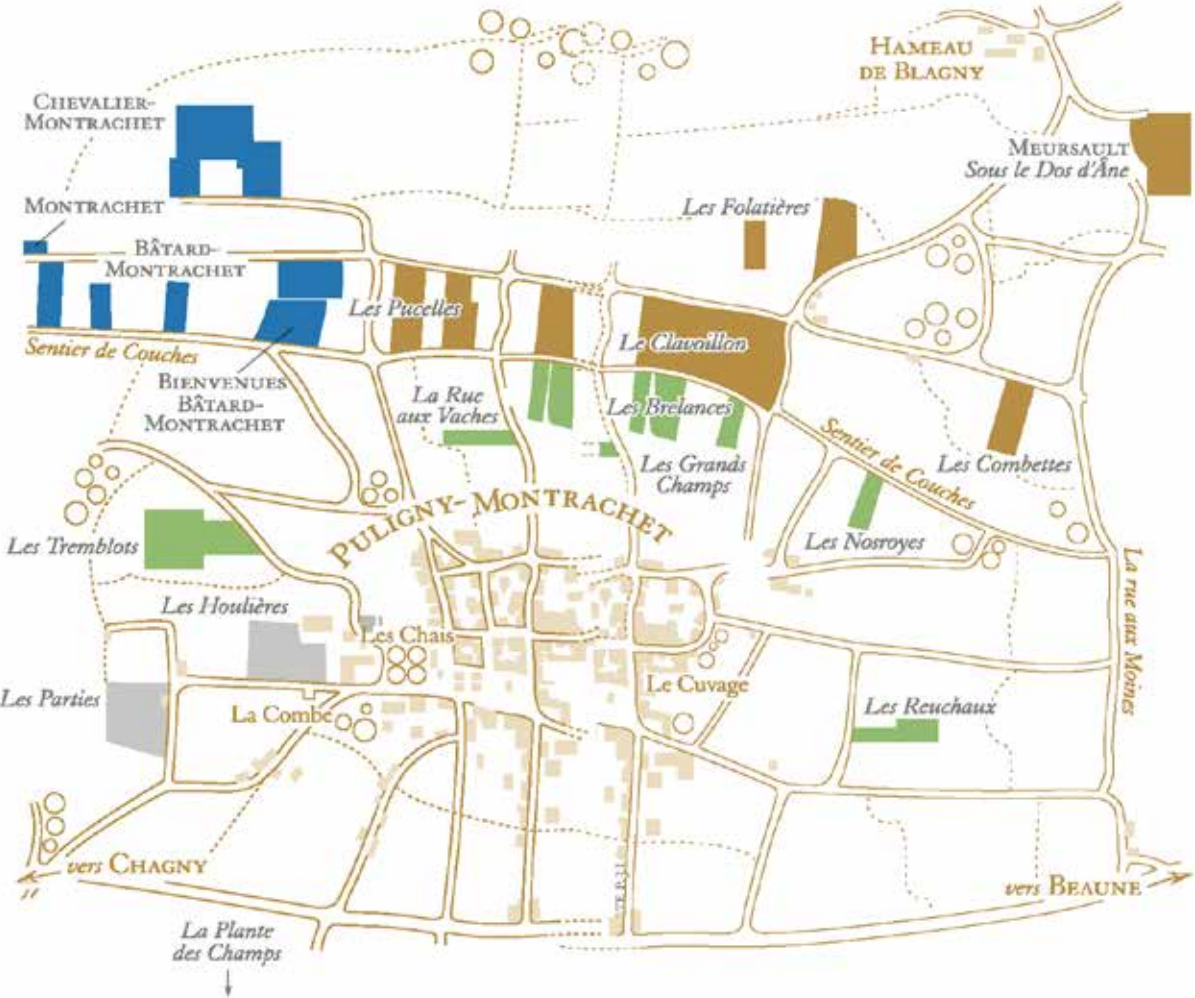 HAMEAU
DE BLAGNY
CHEVALIER-
MONTRACHET
MEURSAULT
Sous le Dos d'Âne
MONTRACHET
Les Folatières
BÂTARD-
MONTRACHET
Les Pucelles
Le Clavoillon
Sentier de Couches
BIENVENUES
BÂTARD-
MONTRACHET
La Rue
aux Vaches
Les Brelances
Sentier de Couches
Les Combettes
Les Grands
Champs
PULIGNY-MONTRACHET
Les Nosroyes
Les Tremblots
La rue aux Moines
Les Houlières
Les Chais
Les Parties
Le Cuvage
La Combe
Les Reuchaux
vers CHAGNY
vers BEAUNE
La Plante
des Champs